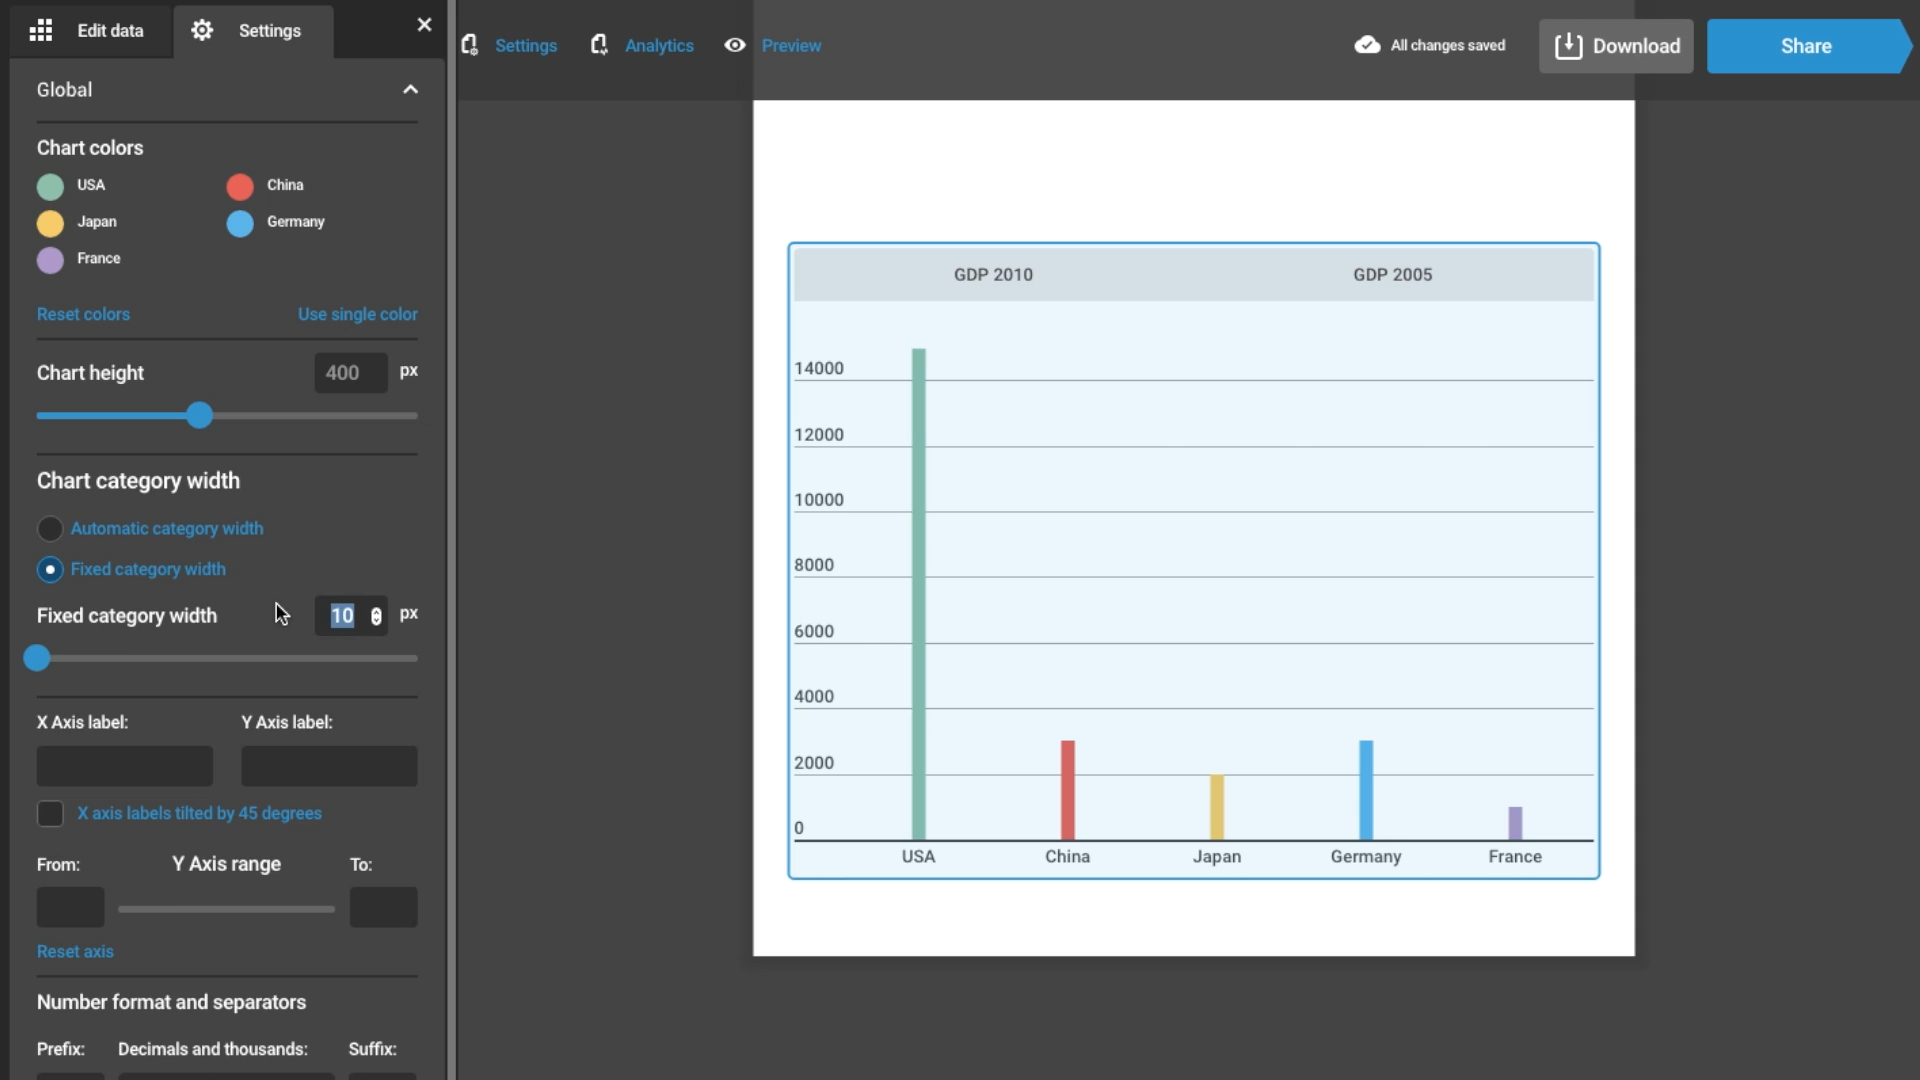 Edit data
Settings
Settings
Analytics
Preview
All changes saved
Download
Share
Global
Chart colors
USA
China
Japan
Germany
France
Reset colors
Use single color
Chart height
400
px
Chart category width
Automatic category width
Fixed category width
Fixed category width
10
px
X Axis label:
Y Axis label:
X axis labels tilted by 45 degrees
From:
Y Axis range
To:
Reset axis
Number format and separators
Prefix:
Decimals and thousands:
Suffix:
GDP 2010
GDP 2005
14000
12000
10000
8000
6000
4000
2000
0
USA
China
Japan
Germany
France